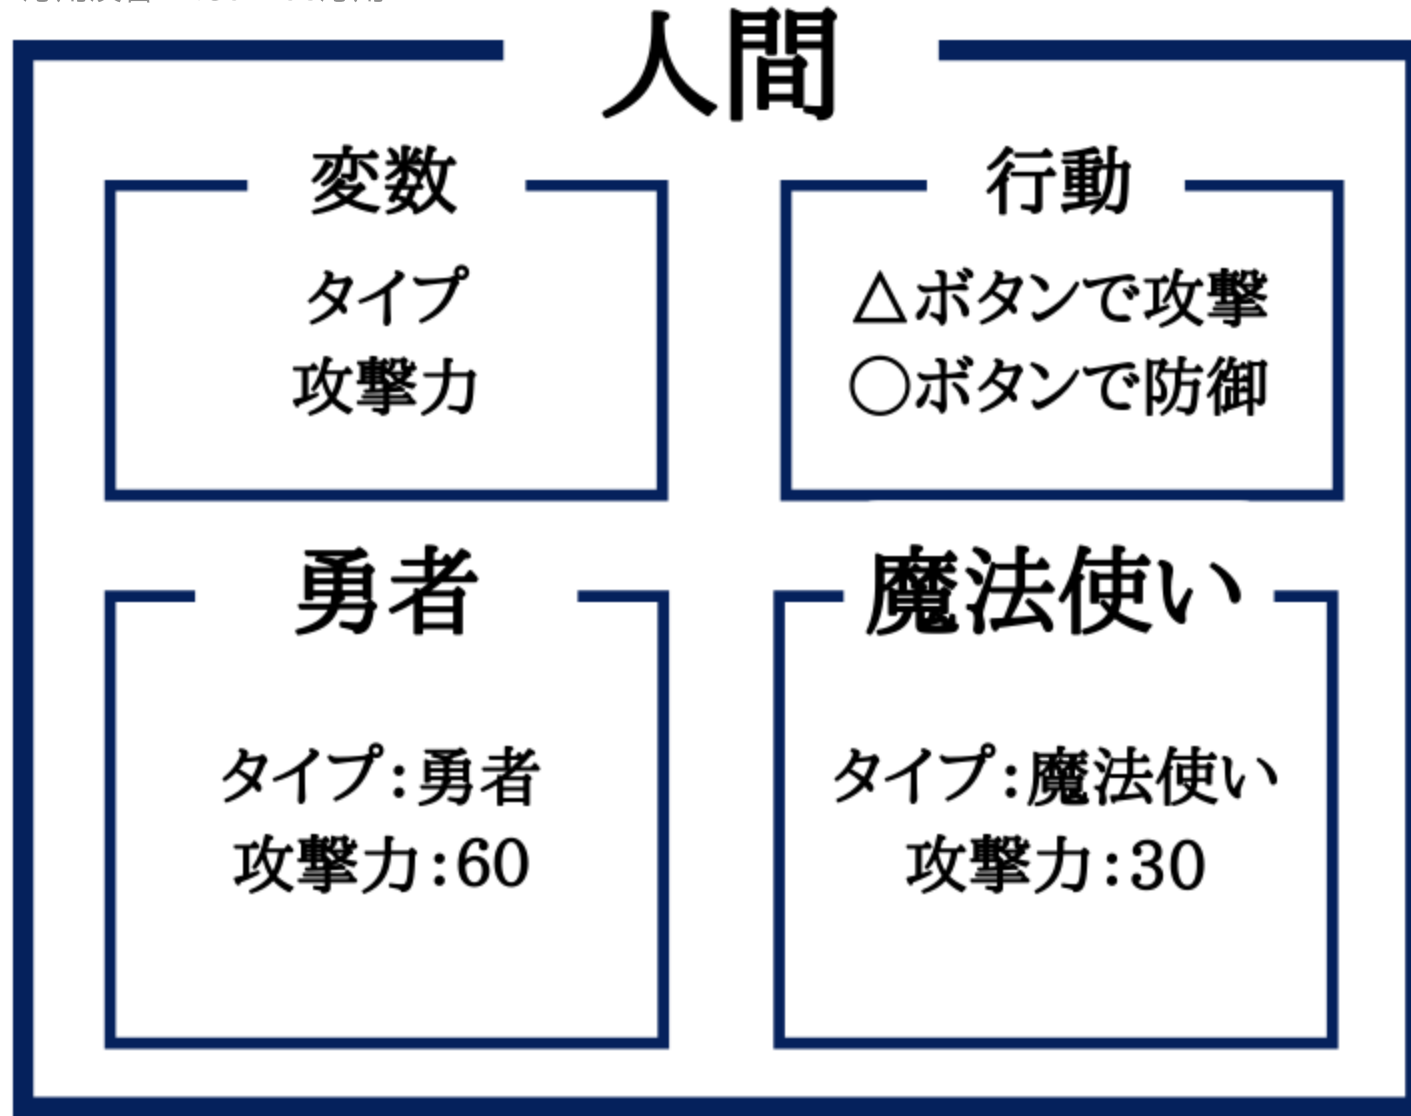 人間
変数
タイプ
攻撃力
行動
△ボタンで攻撃
○ボタンで防御
勇者
タイプ:勇者
攻撃力:60
魔法使い
タイプ:魔法使い
攻撃力:30